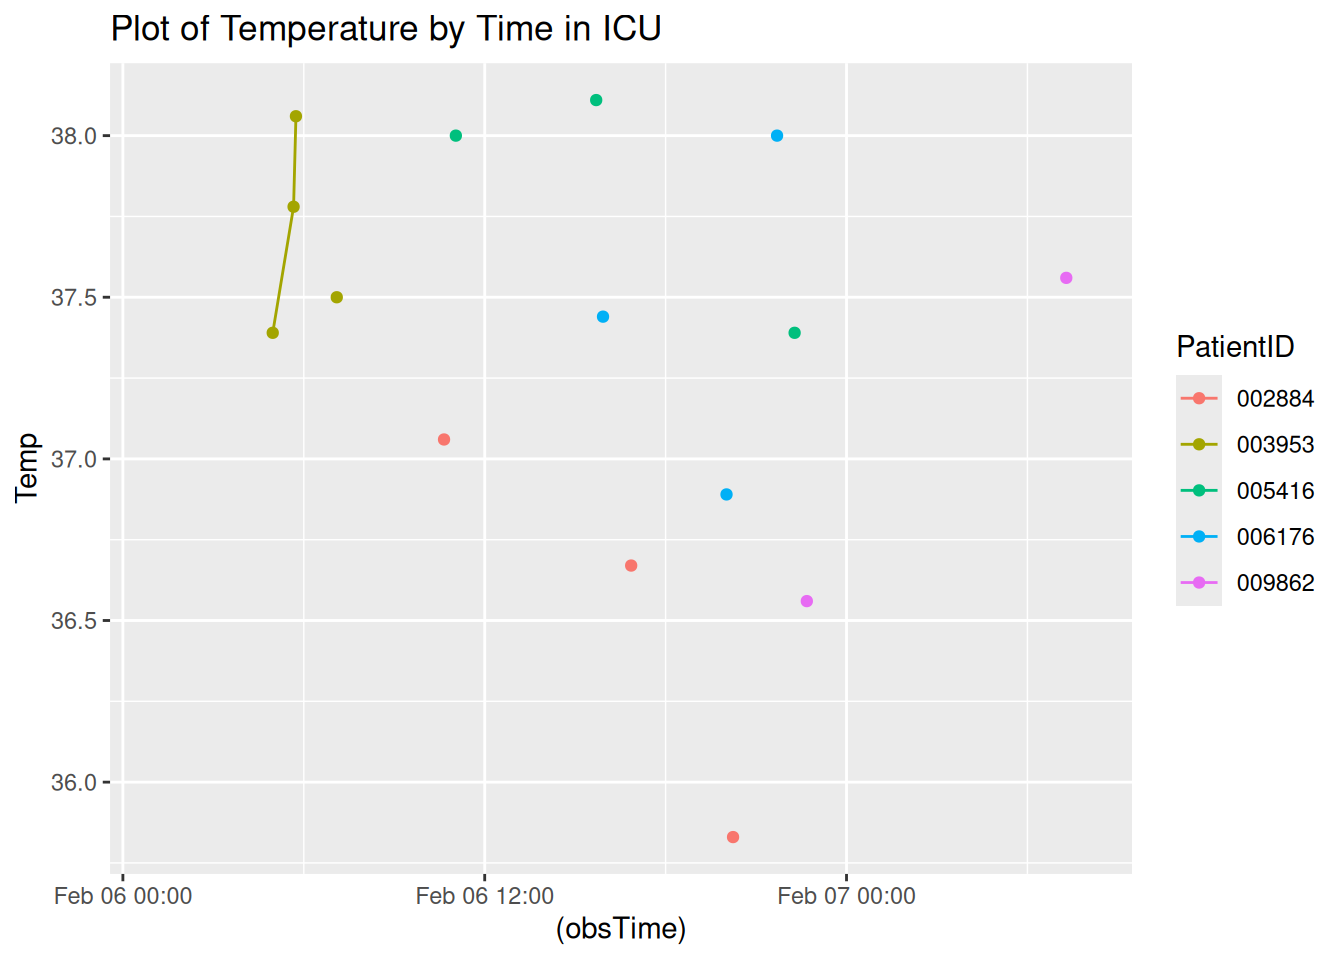 Plot of Temperature by Time in ICU
38.0
37.5
37.0
36.5
36.0
Temp
Feb 06 00:00
Feb 06 12:00
Feb 07 00:00
(obsTime)
PatientID
002884
003953
005416
006176
009862